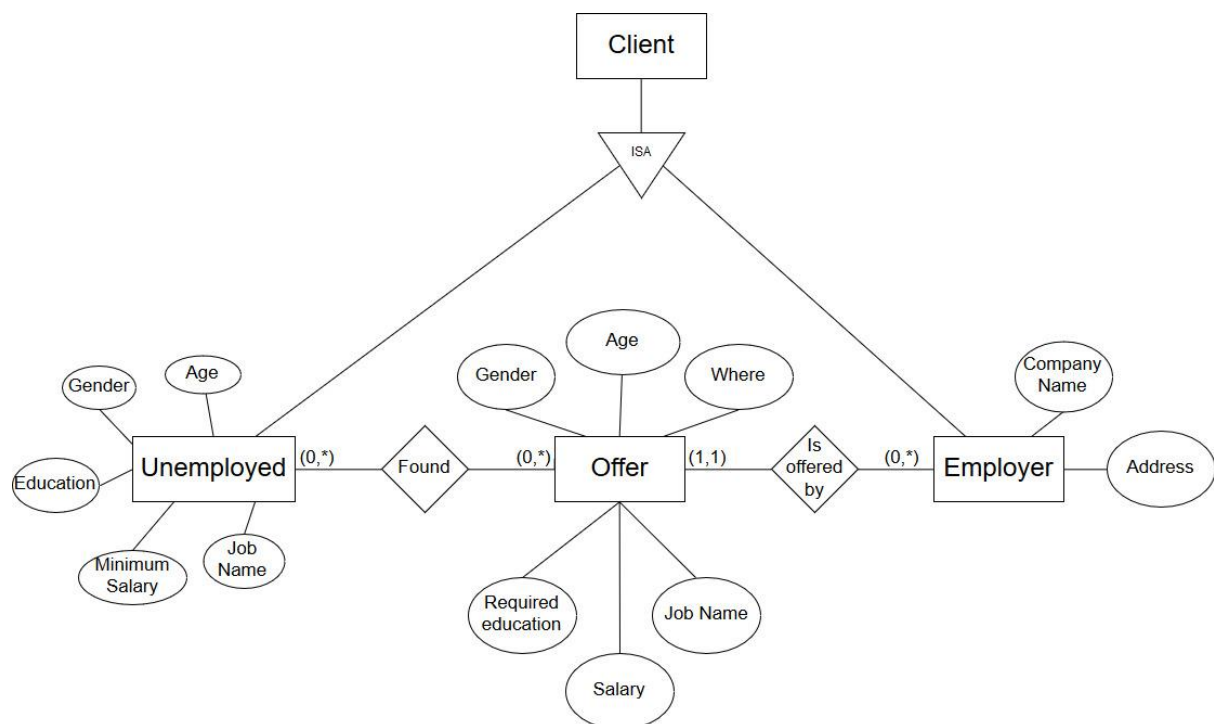 Client
ISA
Age
Gender
Where
Company
Name
Age
Gender
Unemployed
(0,*)
Found
(0,*)
Offer
(1,1)
Is
offered
by
(0,*)
Employer
Address
Education
Minimum
Salary
Job
Name
Required
education
Job Name
Salary